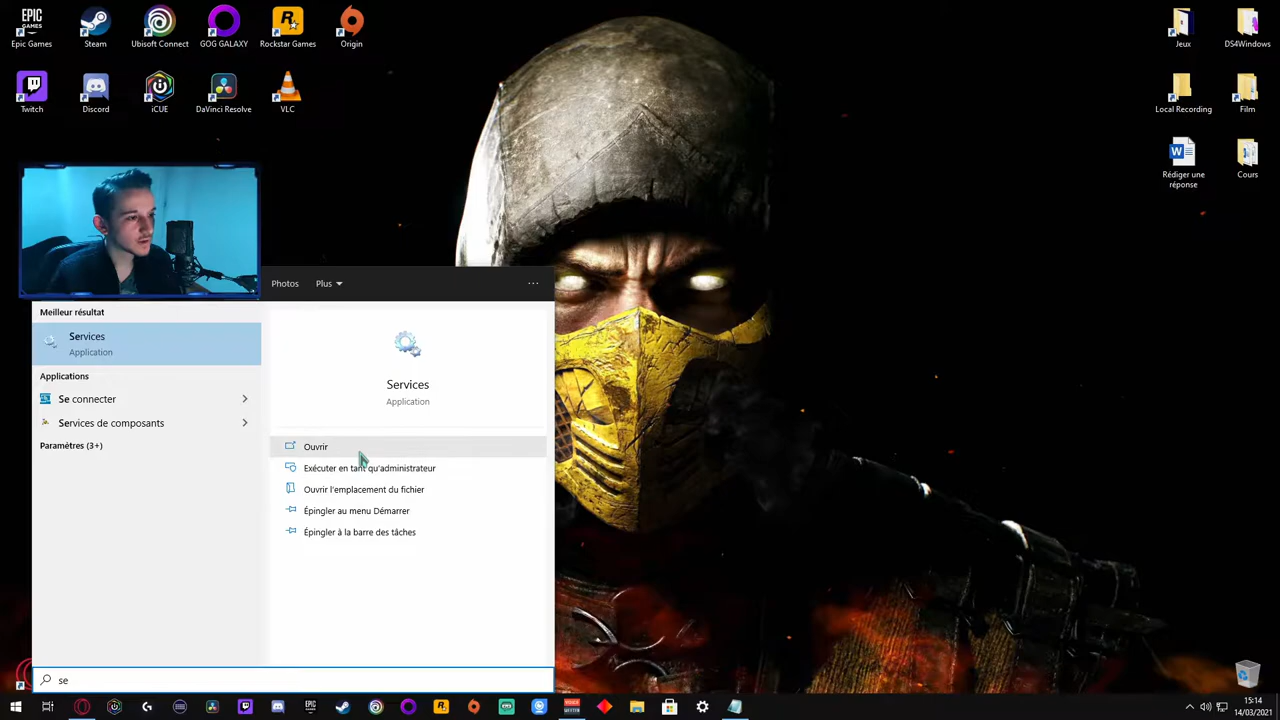 Epic Games
Steam
Ubisoft Connect
GOG GALAXY
Rockstar Games
Origin
Jeux
DS4Windows
Twitch
Discord
iCUE
DaVinci Resolve
VLC
Local Recording
Film
Rédiger une
réponse
Cours
Photos
Plus
Meilleur résultat
Services
Application
Applications
Se connecter
Services de composants
Paramètres (3+)
Services
Application
Ouvrir
Exécuter en tant qu'administrateur
Ouvrir l'emplacement du fichier
Épingler au menu Démarrer
Épingler à la barre des tâches
se
15:14
14/03/2021